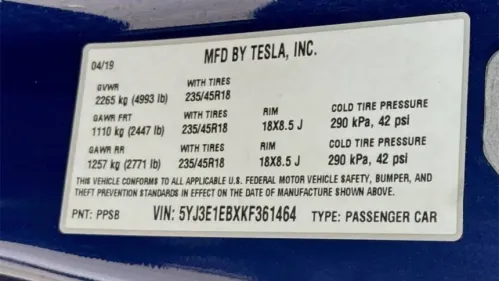 MFD BY TESLA, INC.
04/19
GVWR WITH TIRES
2265 kg (4993 lb) 235/45R18
GAWR FRT WITH TIRES RIM COLD TIRE PRESSURE
1110 kg (2447 lb) 235/45R18 18X8.5 J 290 kPa, 42 psi
GAWR RR WITH TIRES RIM COLD TIRE PRESSURE
1257 kg (2771 lb) 235/45R18 18X8.5 J 290 kPa, 42 psi
THIS VEHICLE CONFORMS TO ALL APPLICABLE U.S. FEDERAL MOTOR VEHICLE SAFETY, BUMPER, AND
THEFT PREVENTION STANDARDS IN EFFECT ON THE DATE OF MANUFACTURE SHOWN ABOVE.
PNT: PPSB VIN: 5YJ3E1EBXKF361464 TYPE: PASSENGER CAR